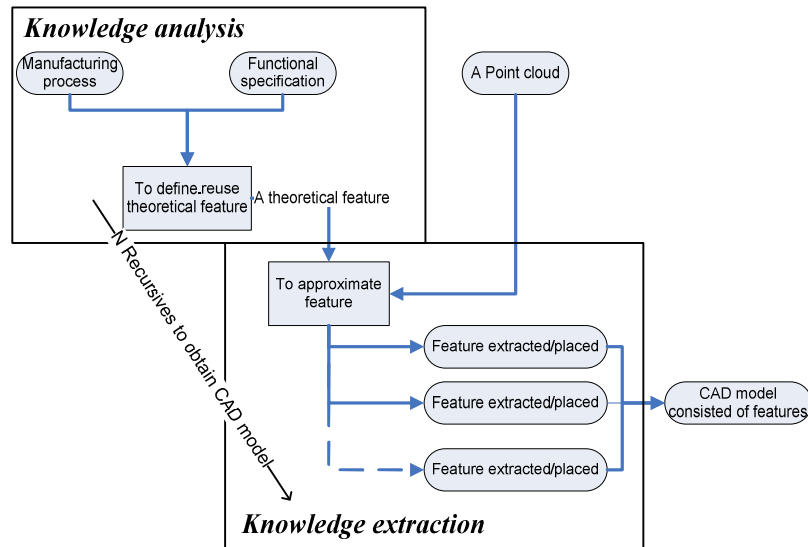 Knowledge analysis
Manufacturing
process
Functional
specification
A Point cloud
To define.reuse
theoretical feature
A theoretical feature
N Recursives to obtain CAD model
To approximate
feature
Feature extracted/placed
Feature extracted/placed
CAD model
consisted of features
Feature extracted/placed
Knowledge extraction